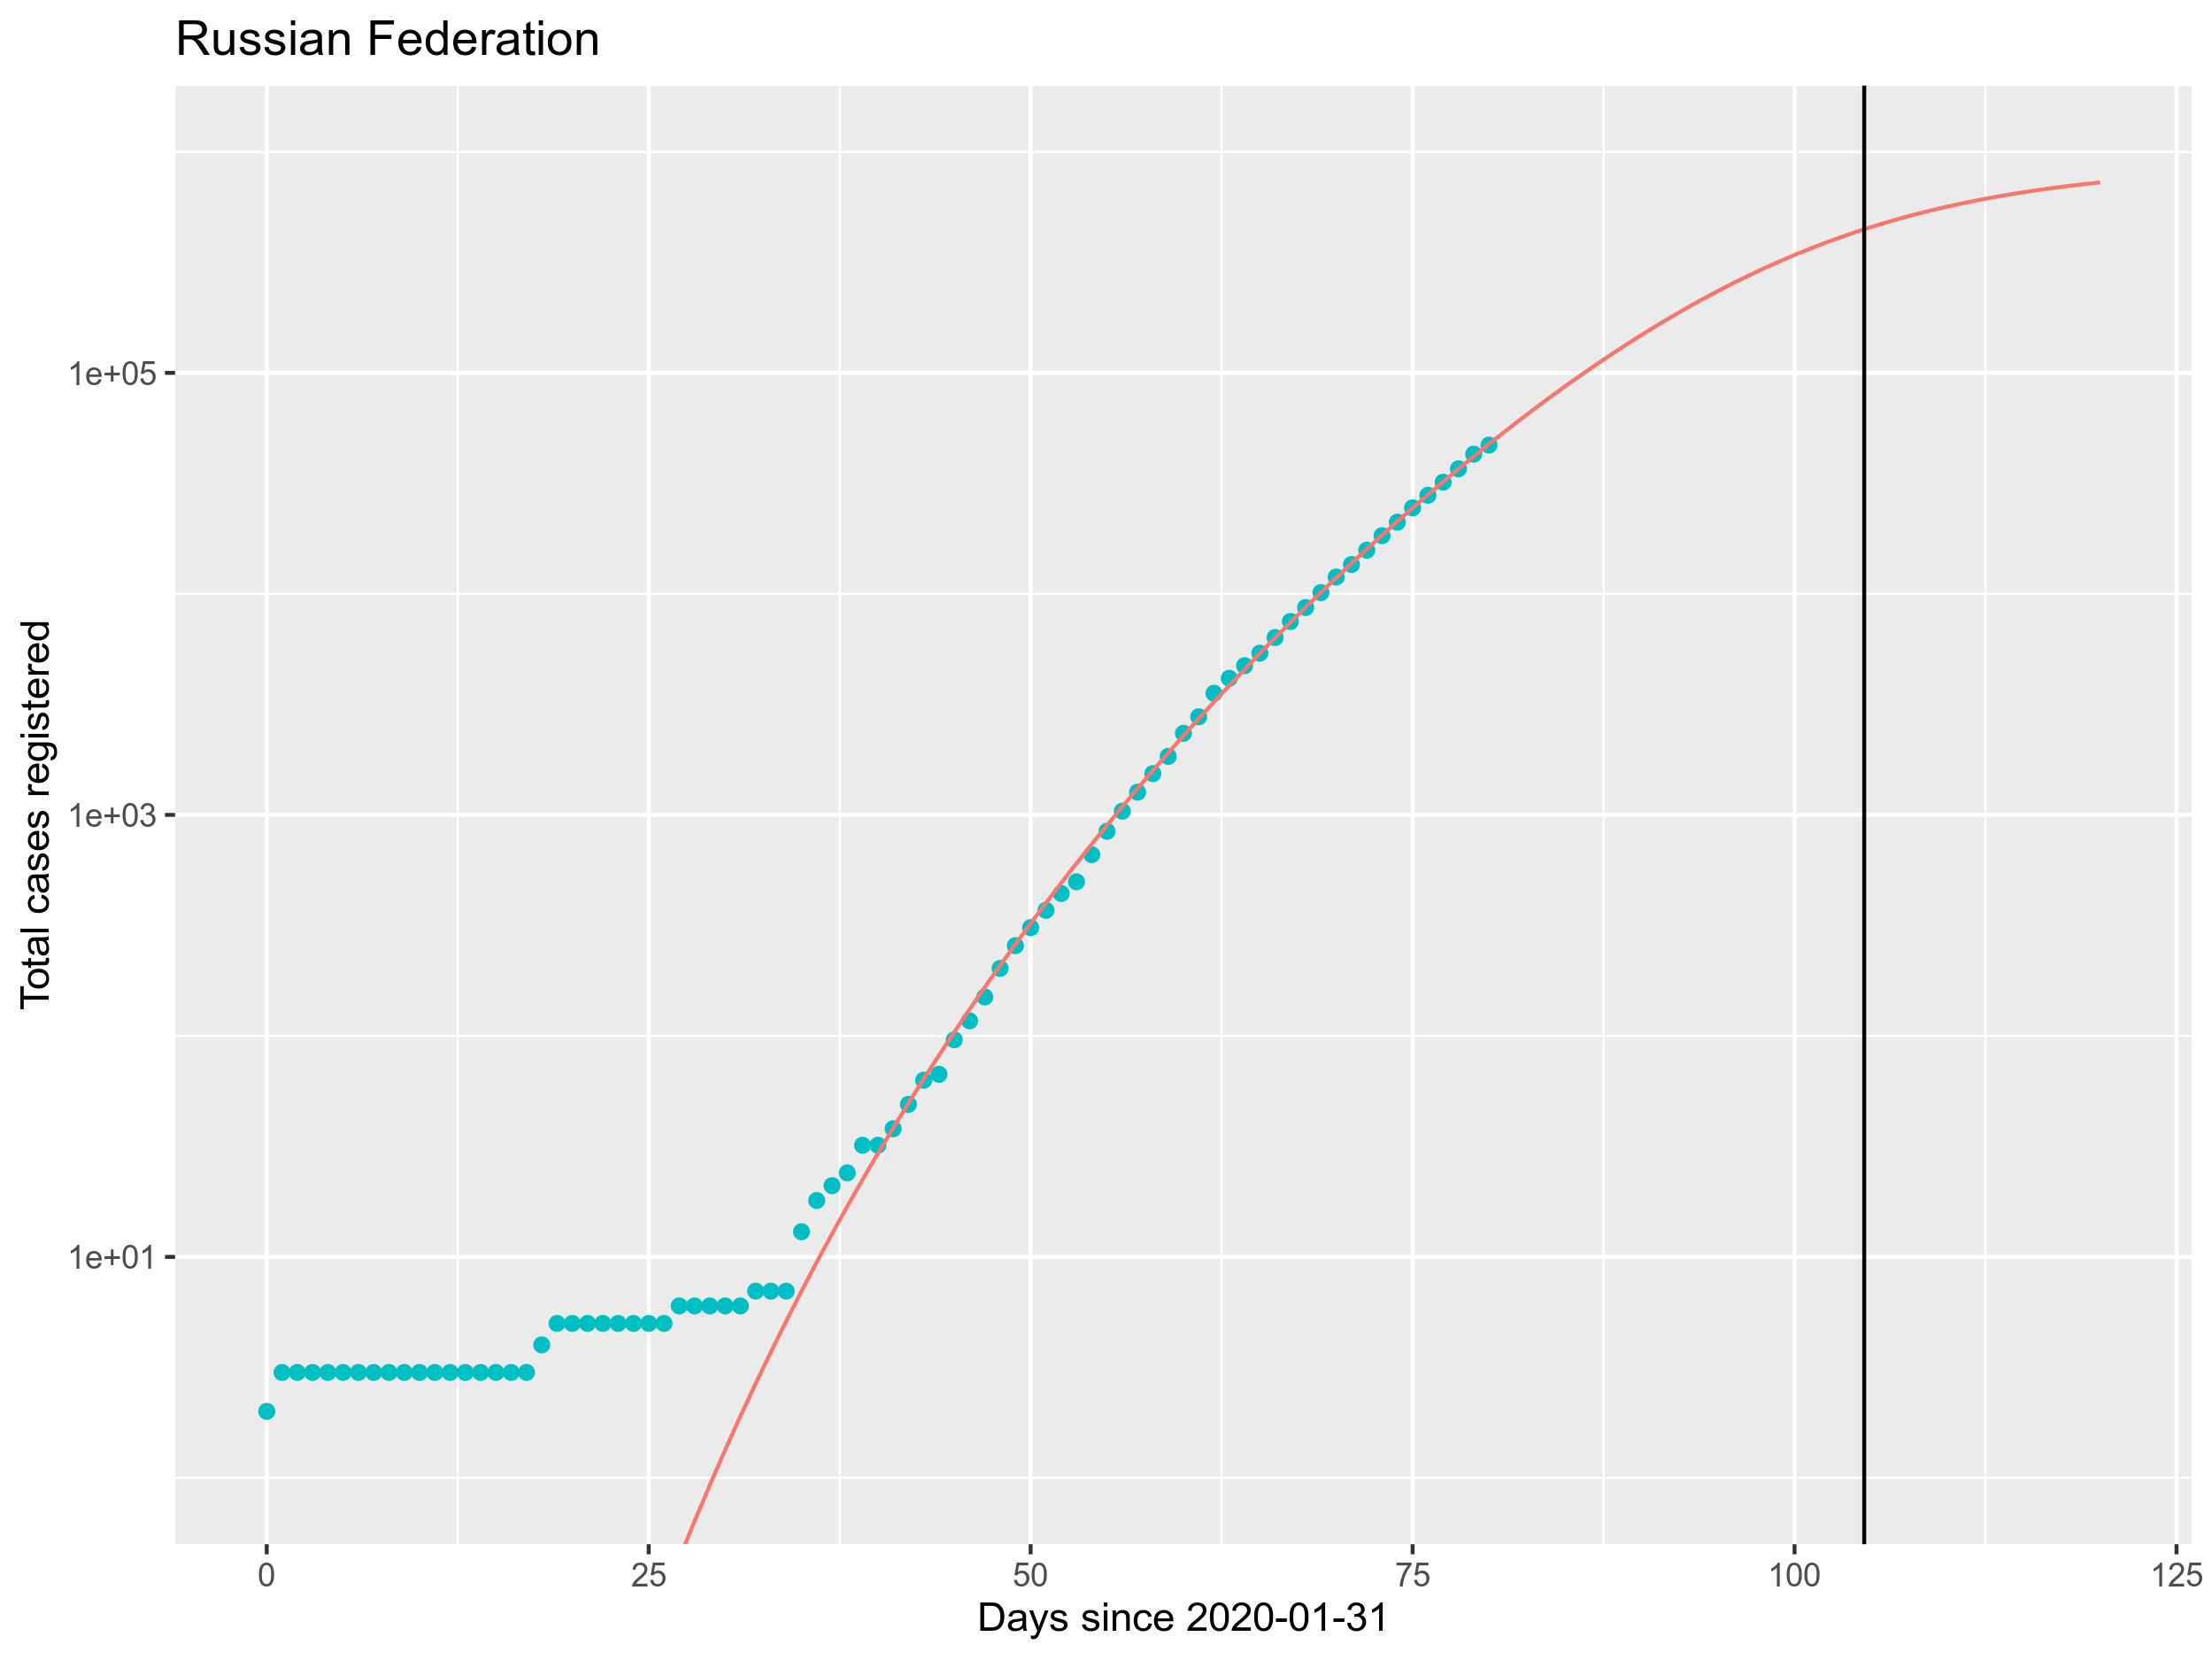 Russian Federation
Total cases registered
1e+05
1e+03
1e+01
0 25 50 75 100 125
Days since 2020-01-31